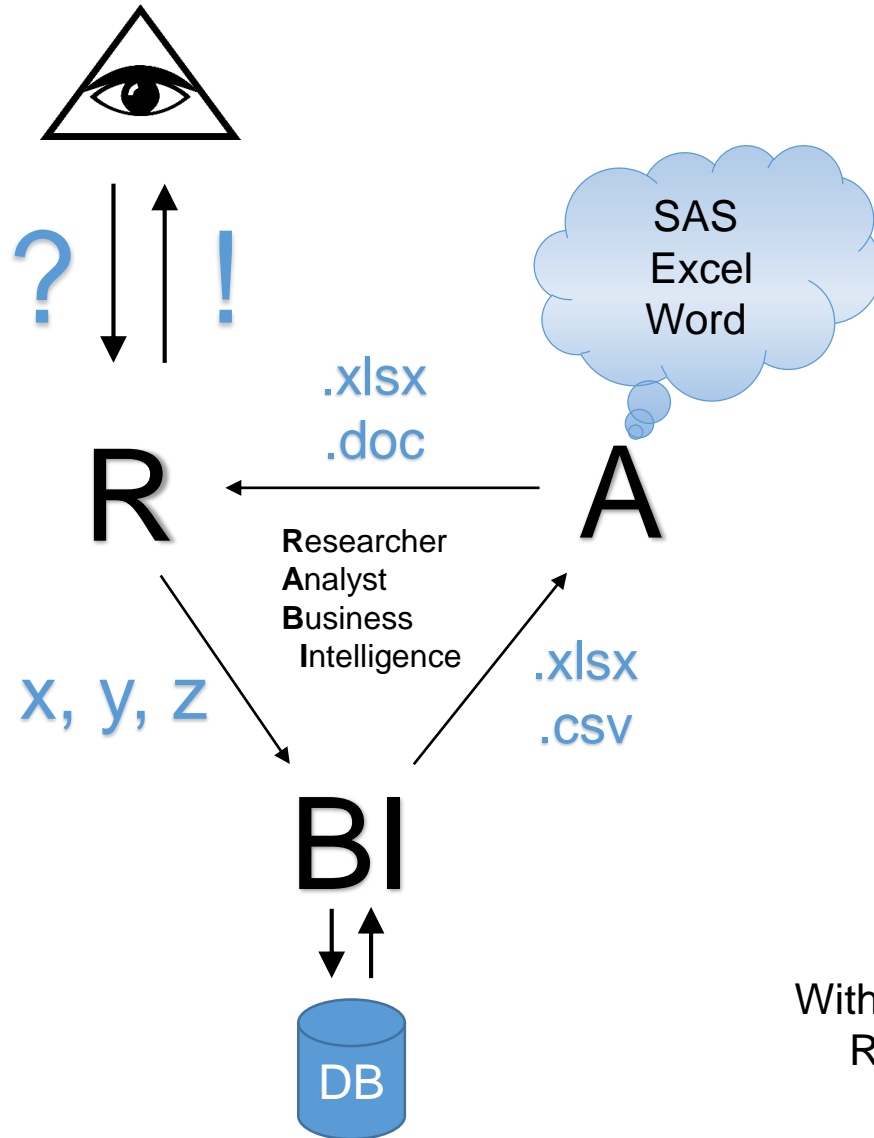 SAS
Excel
Word
? !
.xlsx
.doc
R
A
Researcher
Analyst
Business
Intelligence
x, y, z
.xlsx
.csv
BI
With
R
DB